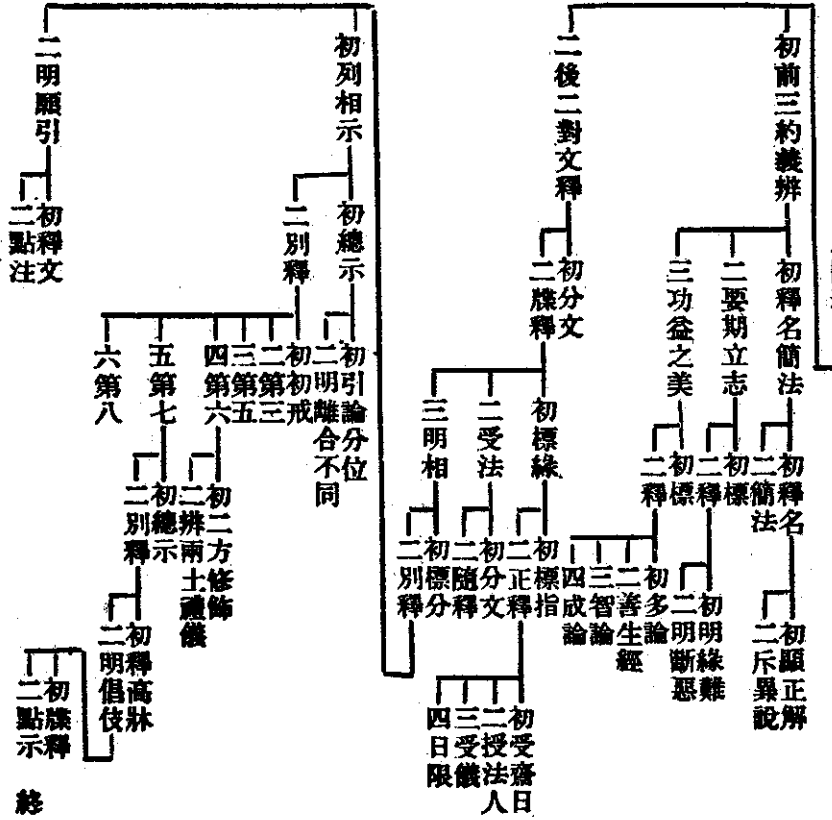 初前三約義辨
初釋名簡法
初釋名
初顯正解
二斥異說
二簡法
二要期立志
初標
二釋
初明緣難
二明斷惡
三功益之美
初標
二釋
初多論
二善生經
三智論
四成論
二後二對文釋
初分文
二牒釋
初標緣
初標指
二正釋
初受齋日
二授法人
三受儀
四日限
二受法
初分文
二隨釋
三明相
初標分
二別釋
初列相示
初總示
初引論分位
二明離合不同
二別釋
初初戒
二第三
三第五
四第六
初二方修飾
二辨兩土禮儀
五第七
初總示
二別釋
初釋高牀
二明倡伎
初牒釋
二點示
六第八
二明願引
初釋文
二點注
終